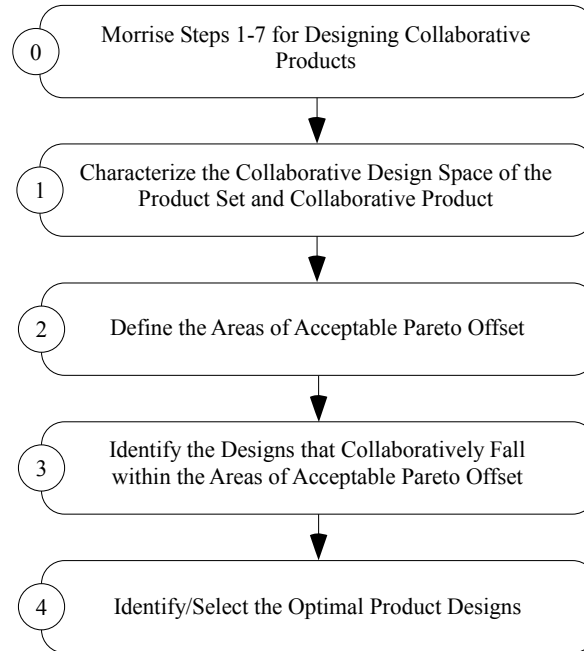 0
Morrise Steps 1-7 for Designing Collaborative
Products
1
Characterize the Collaborative Design Space of the
Product Set and Collaborative Product
2
Define the Areas of Acceptable Pareto Offset
3
Identify the Designs that Collaboratively Fall
within the Areas of Acceptable Pareto Offset
4
Identify/Select the Optimal Product Designs